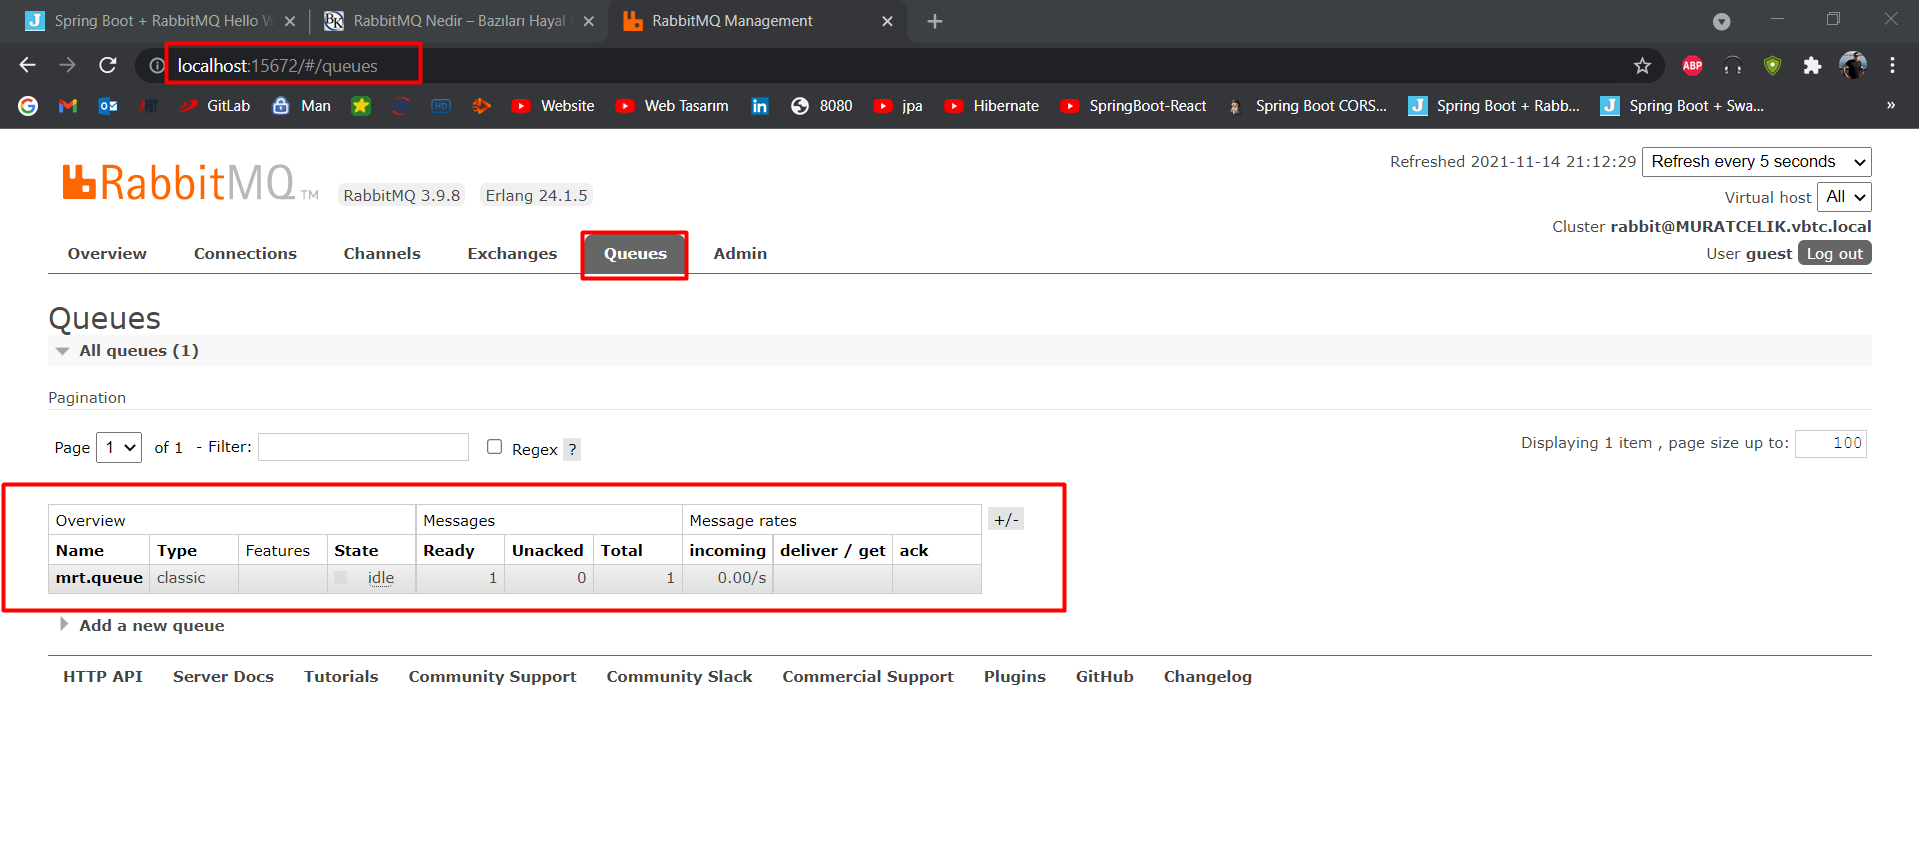 Spring Boot + RabbitMQ Hello W
RabbitMQ Nedir – Bazıları Hayal
RabbitMQ Management
localhost:15672/#/queues
ABP
GitLab
Man
HD
Website
Web Tasarım
8080
jpa
Hibernate
SpringBoot-React
Spring Boot CORS...
Spring Boot + Rabb...
Spring Boot + Swa...
»
RabbitMQ TM
RabbitMQ 3.9.8
Erlang 24.1.5
Refreshed 2021-11-14 21:12:29
Refresh every 5 seconds
Virtual host All
Cluster rabbit@MURATCELIK.vbtc.local
User guest Log out
Overview
Connections
Channels
Exchanges
Queues
Admin
Queues
All queues (1)
Pagination
Page 1 of 1 - Filter:
Regex ?
Displaying 1 item , page size up to: 100
Overview Messages Message rates +/-
Name Type Features State Ready Unacked Total incoming deliver / get ack
mrt.queue classic idle 1 0 1 0.00/s
Add a new queue
HTTP API Server Docs Tutorials Community Support Community Slack Commercial Support Plugins GitHub Changelog